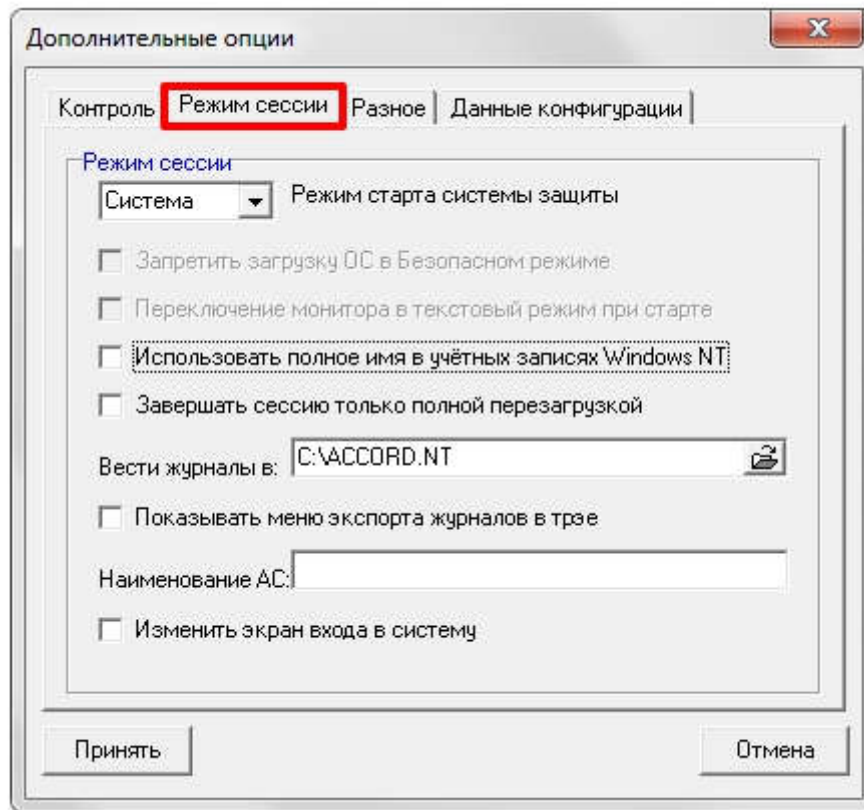 Дополнительные опции
Контроль Режим сессии Разное Данные конфигурации
Режим сессии
Система Режим старта системы защиты
Запретить загрузку ОС в Безопасном режиме
Переключение монитора в текстовый режим при старте
Использовать полное имя в учётных записях Windows NT
Завершать сессию только полной перезагрузкой
Вести журналы в: C:\ACCORD.NT
Показывать меню экспорта журналов в трэе
Наименование АС:
Изменить экран входа в систему
Принять Отмена